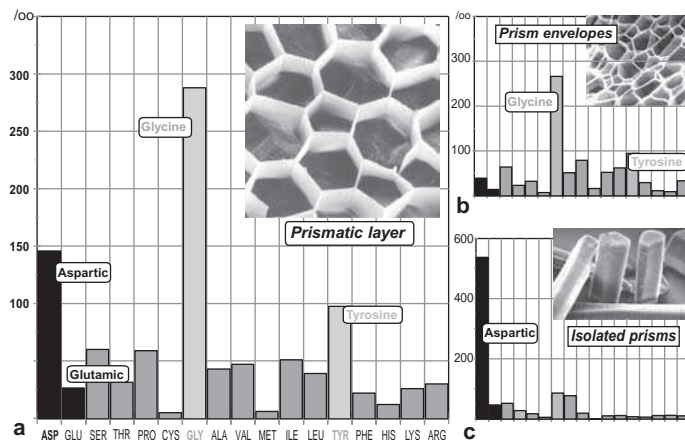 /oo
300
250
200
150
100
Glycine
Aspartic
Glutamic
Tyrosine
Prismatic layer
a
ASP GLU SER THR PRO CYS GLY ALA VAL MET ILE LEU TYR PHE HIS LYS ARG
/oo
300
200
100
Prism envelopes
Glycine
Tyrosine
b
600
400
200
Aspartic
Isolated prisms
c